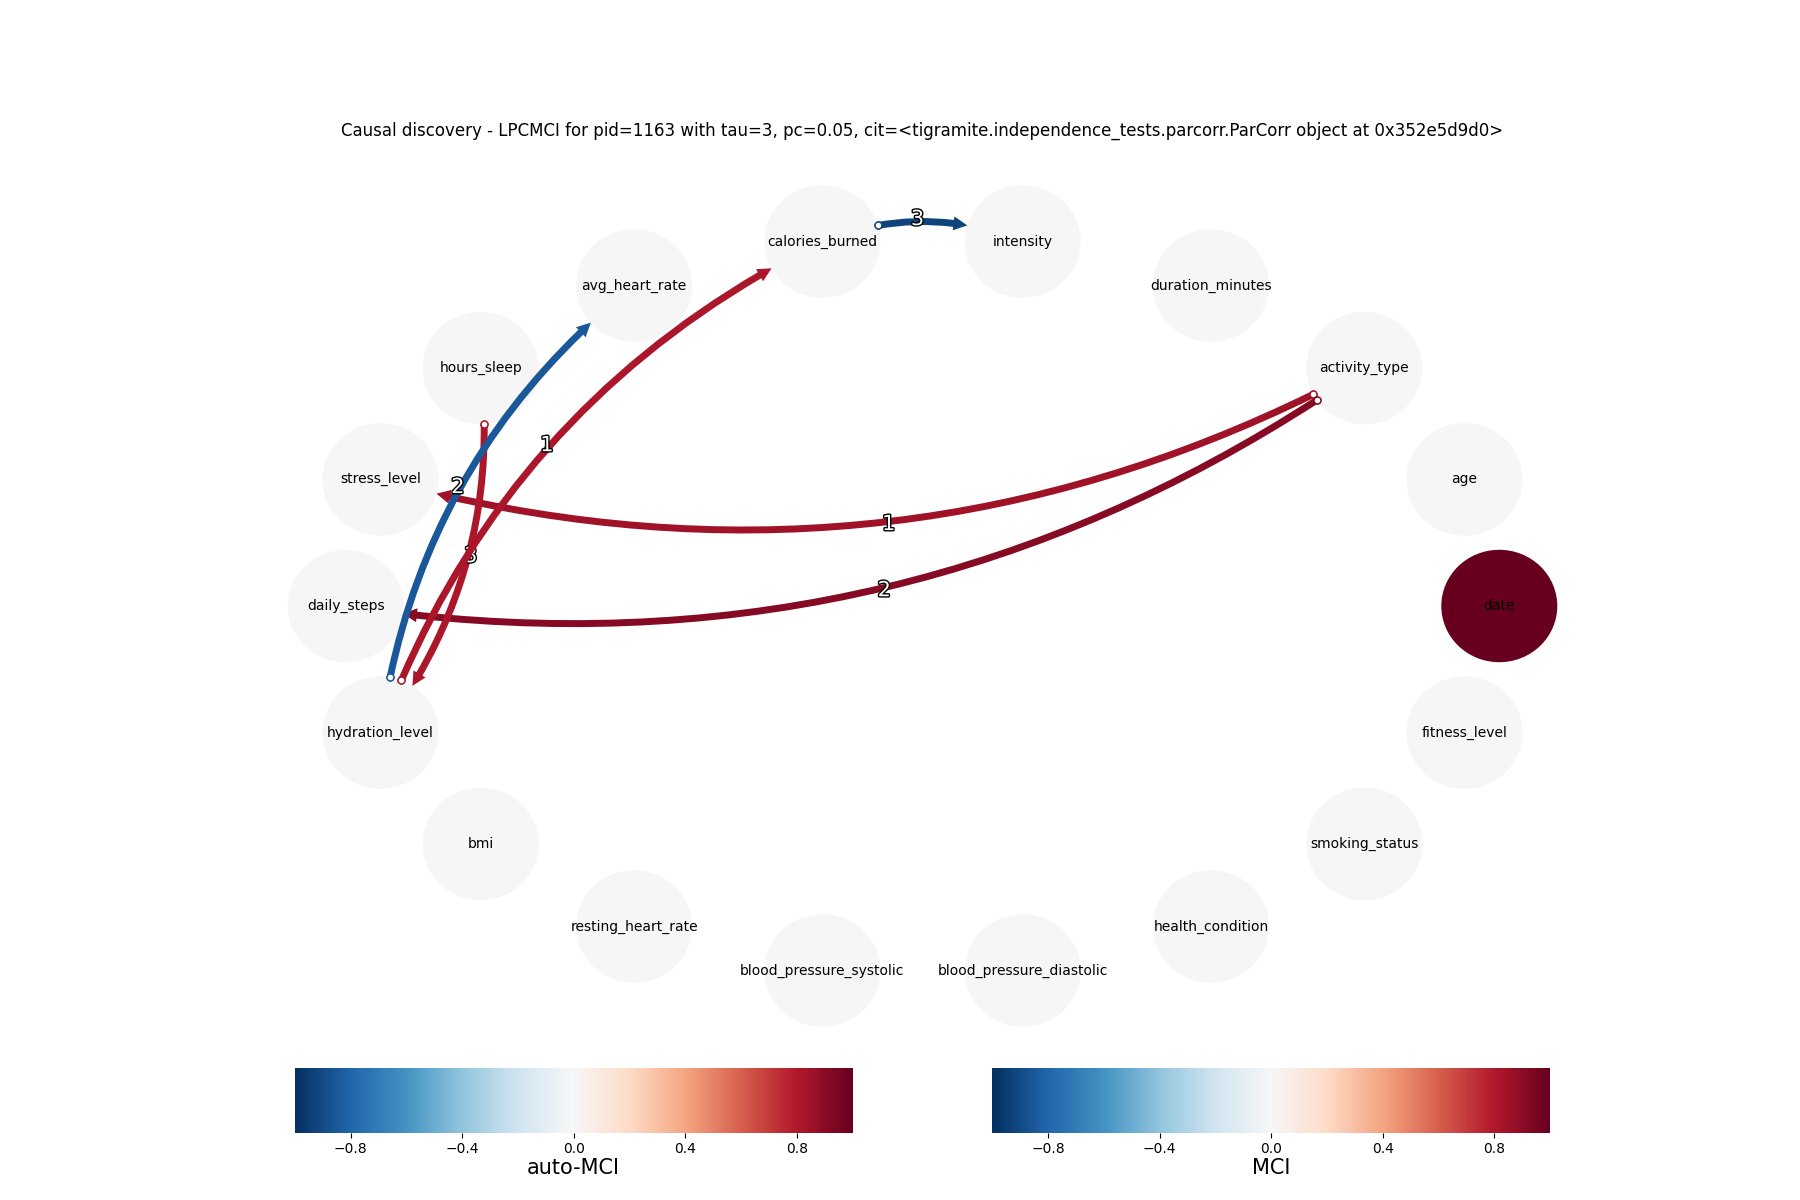 Causal discovery - LPCMCI for pid=1163 with tau=3, pc=0.05, cit=<tigramite.independence_tests.parcorr.ParCorr object at 0x352e5d9d0>
calories_burned 3 intensity
avg_heart_rate duration_minutes
hours_sleep activity_type
1
stress_level 2 age
1
3
2
daily_steps date
hydration_level fitness_level
bmi smoking_status
resting_heart_rate health_condition
blood_pressure_systolic blood_pressure_diastolic
−0.8 −0.4 0.0 0.4 0.8 −0.8 −0.4 0.0 0.4 0.8
auto-MCI MCI